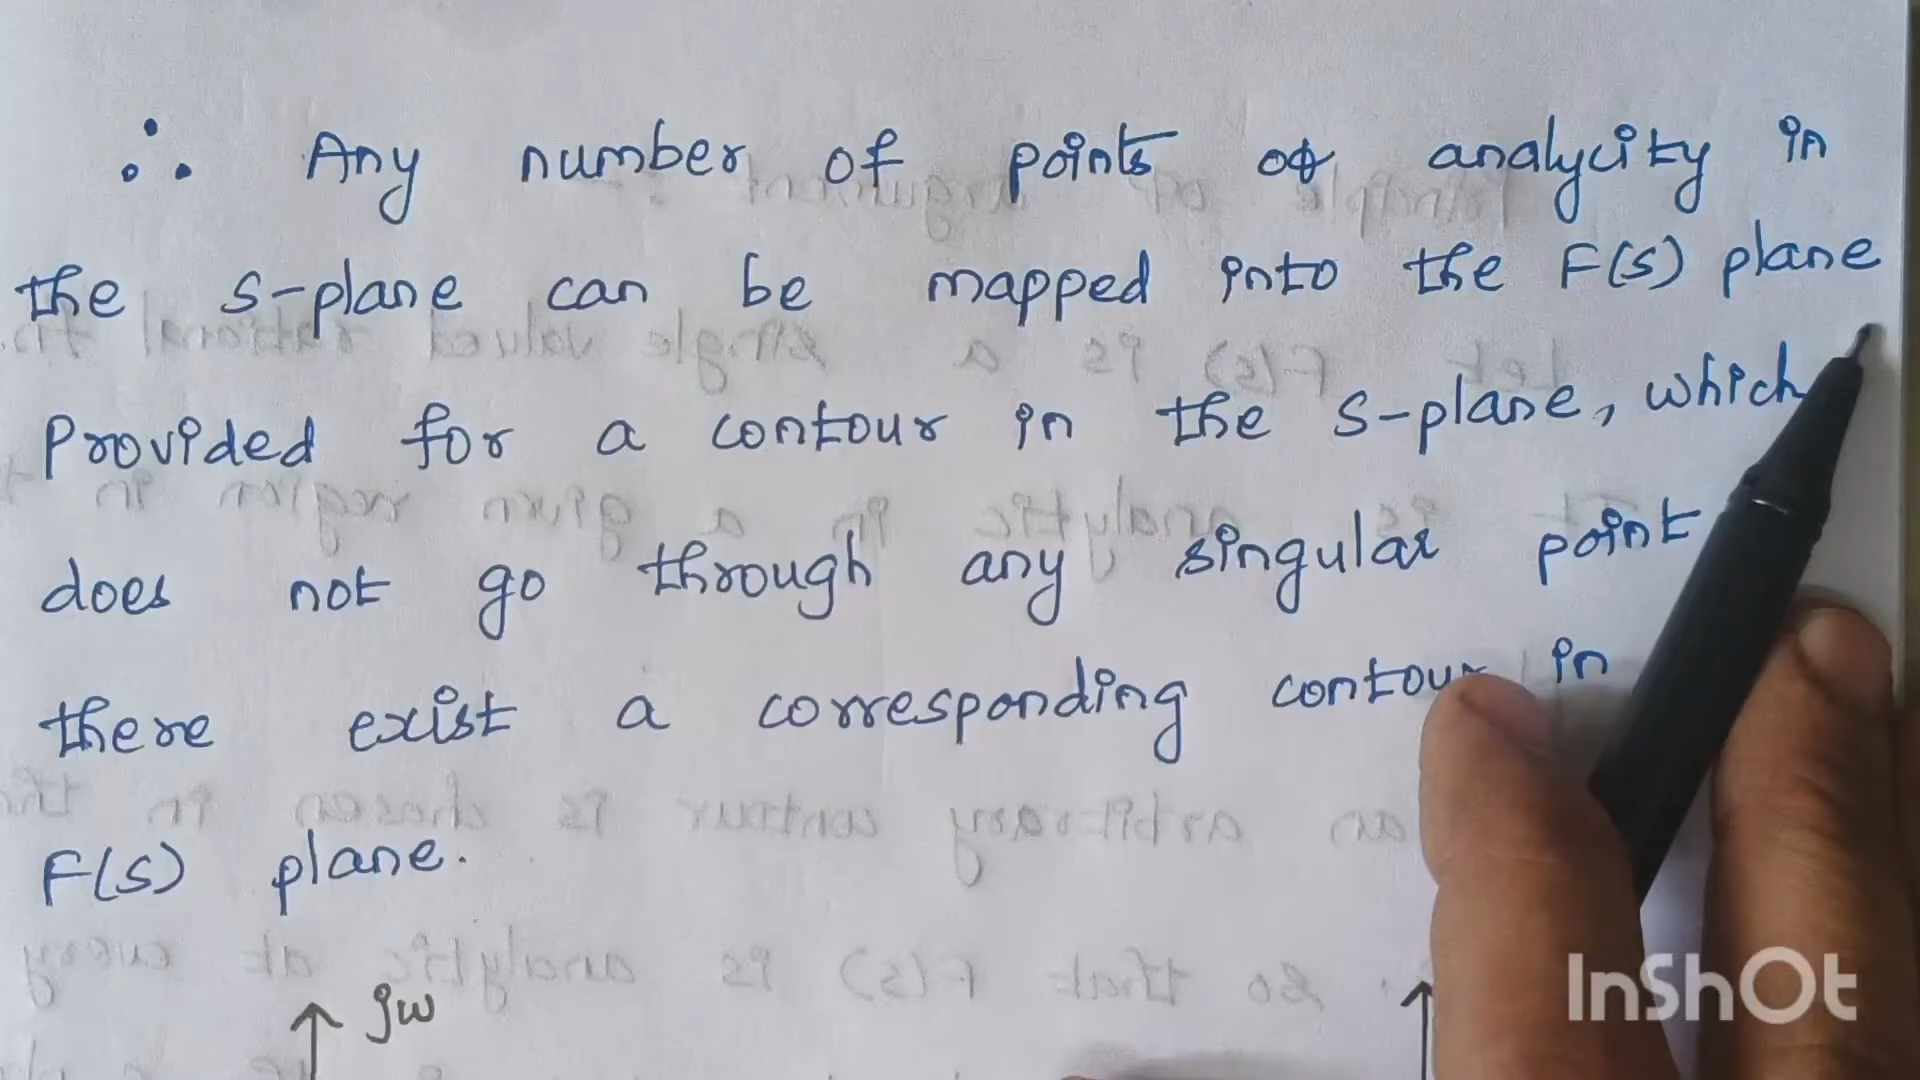 ∴ Any number of points of analycity in
the s-plane can be mapped into the F(s) plane
Provided for a contour in the s-plane, which
does not go through any singular point
there exist a corresponding contour in
F(s) plane.
jω
InShOt